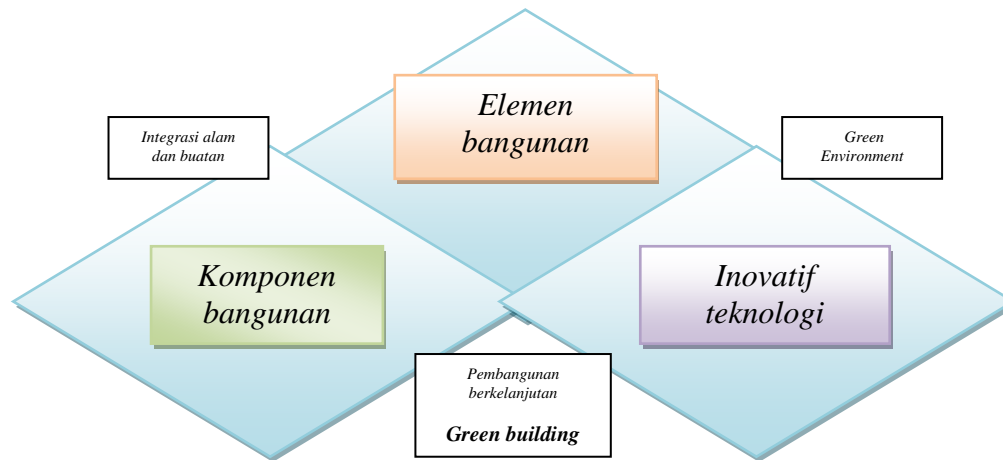 Elemen
bangunan
Integrasi alam
dan buatan
Green
Environment
Komponen
bangunan
Inovatif
teknologi
Pembangunan
berkelanjutan
Green building